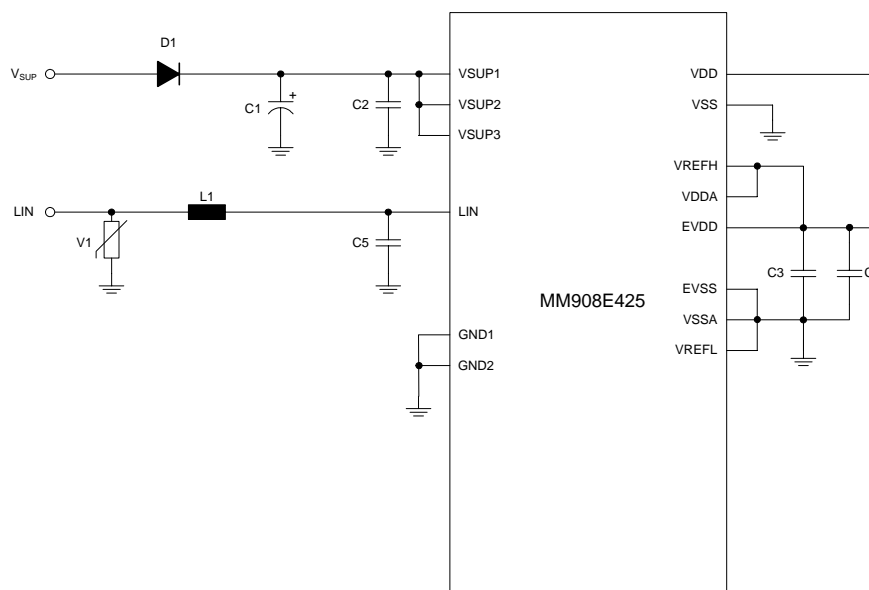 D1
VSUP
+
C1
C2
VSUP1
VSUP2
VSUP3
VDD
VSS
VREFH
VDDA
LIN
L1
LIN
EVDD
V1
C5
C3
EVSS
MM908E425
VSSA
VREFL
GND1
GND2